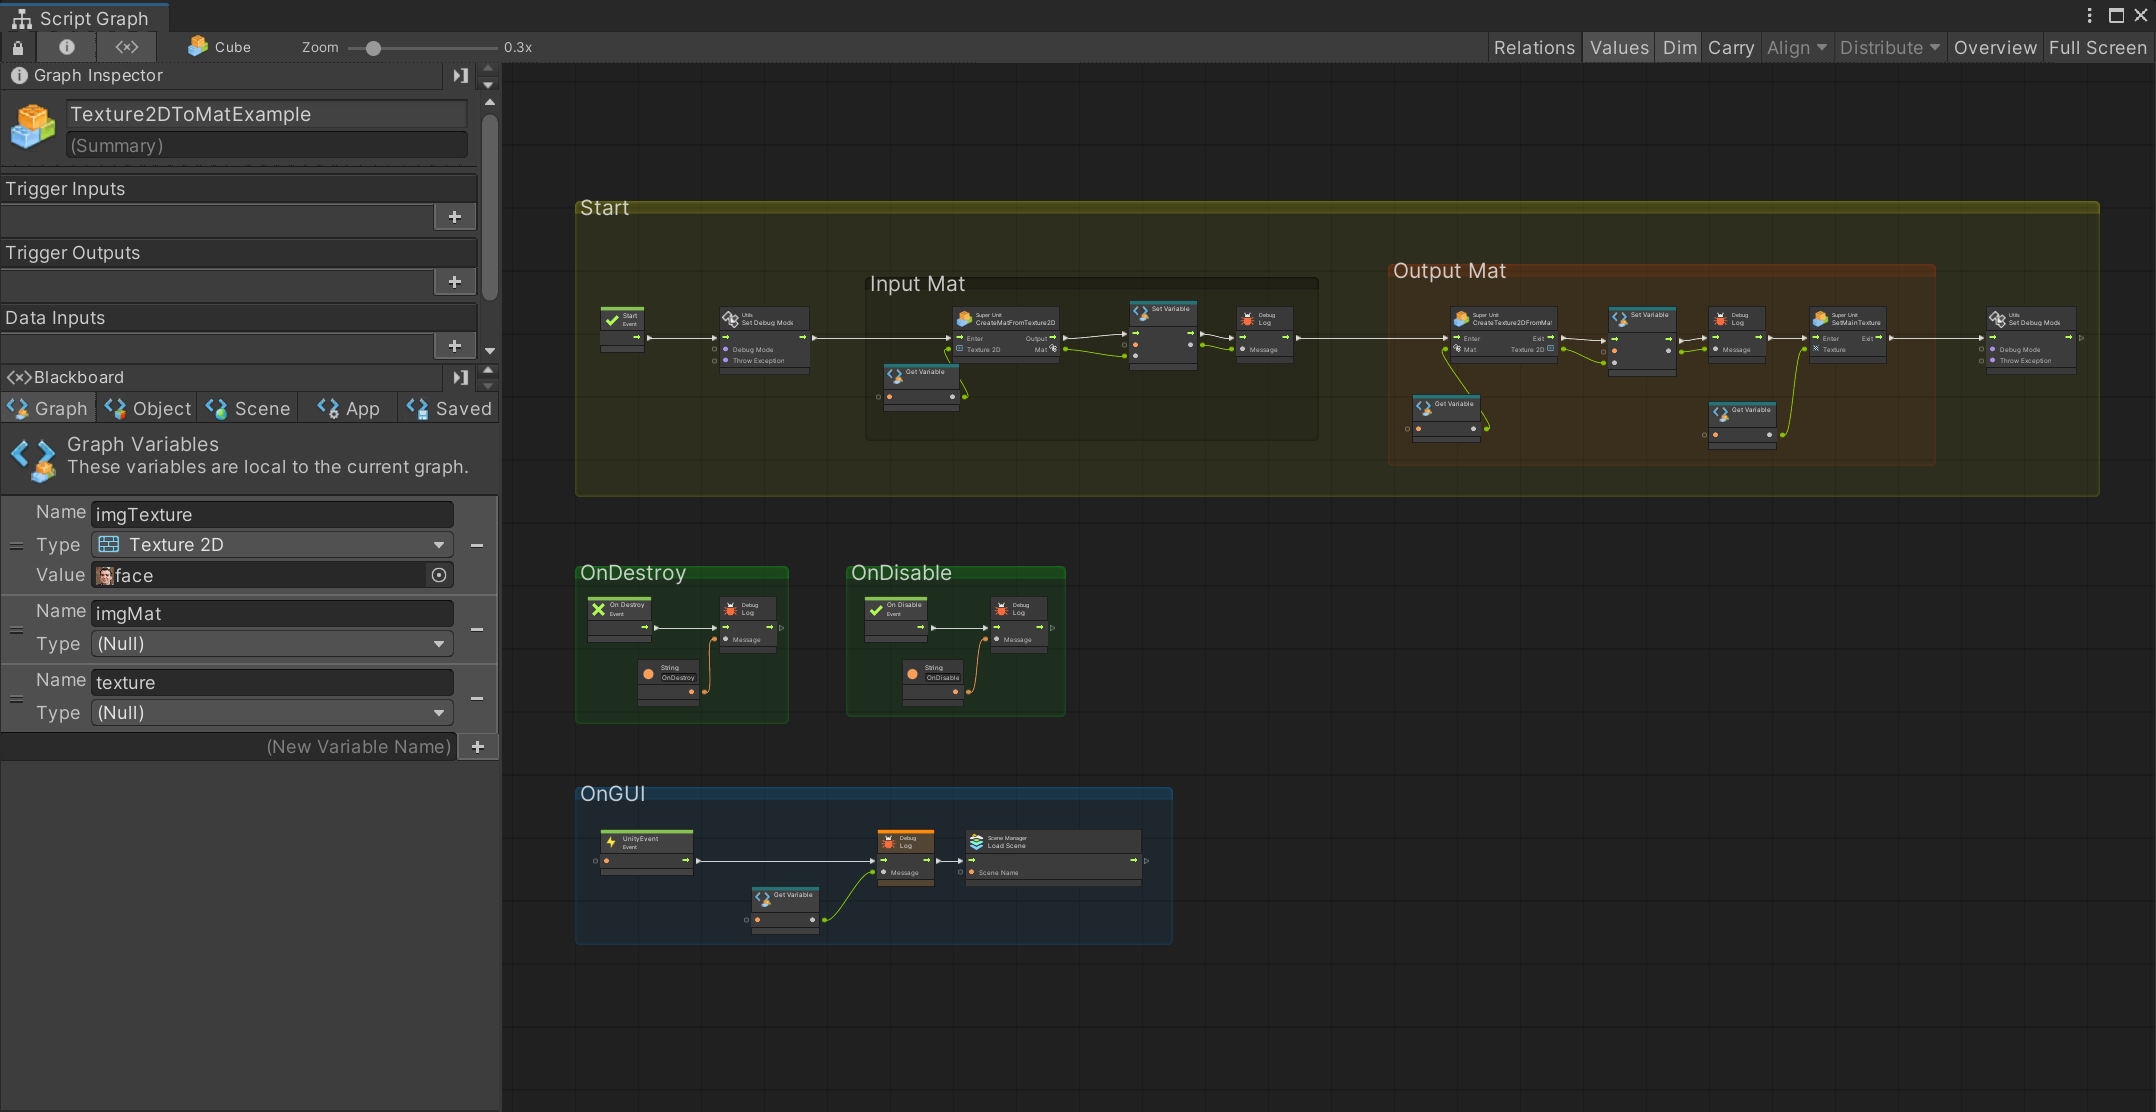 Script Graph
Cube
Zoom
0.3x
Relations
Values
Dim
Carry
Align
Distribute
Overview
Full Screen
Graph Inspector
Texture2DToMatExample
(Summary)
Trigger Inputs
Trigger Outputs
Data Inputs
Blackboard
Graph
Object
Scene
App
Saved
Graph Variables
These variables are local to the current graph.
Name
imgTexture
Type
Texture 2D
Value
face
Name
imgMat
Type
(Null)
Name
texture
Type
(Null)
(New Variable Name)
Start
Start
Event
Utils
Set Debug Mode
Debug Mode
Throw Exception
Input Mat
Super Unit
CreateMatFromTexture2D
Enter
Output
Texture 2D
Mat
Get Variable
Set Variable
Debug
Log
Message
Output Mat
Super Unit
CreateTexture2DFromMat
Enter
Exit
Mat
Texture 2D
Get Variable
Set Variable
Debug
Log
Message
Super Unit
SetMainTexture
Enter
Exit
Texture
Get Variable
Utils
Set Debug Mode
Debug Mode
Throw Exception
OnDestroy
On Destroy
Event
Debug
Log
Message
String
OnDestroy
OnDisable
On Disable
Event
Debug
Log
Message
String
OnDisable
OnGUI
UnityEvent
Event
Get Variable
Debug
Log
Message
Scene Manager
Load Scene
Scene Name